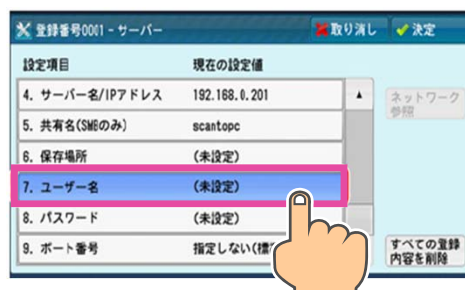 登録番号0001 - サーバー 取り消し 決定
設定項目 現在の設定値
4. サーバー名/IPアドレス 192.168.0.201
ネットワーク
参照
5. 共有名(SMBのみ) scantopc
6. 保存場所 (未設定)
7. ユーザー名 (未設定)
8. パスワード (未設定)
9. ポート番号 指定しない(標
すべての登録
内容を削除